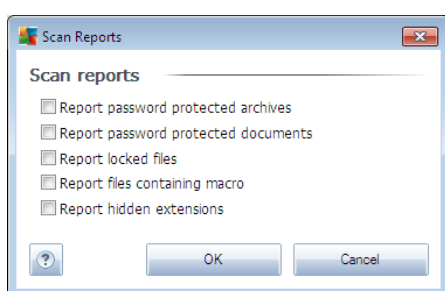 Scan Reports
Scan reports
Report password protected archives
Report password protected documents
Report locked files
Report files containing macro
Report hidden extensions
? OK Cancel